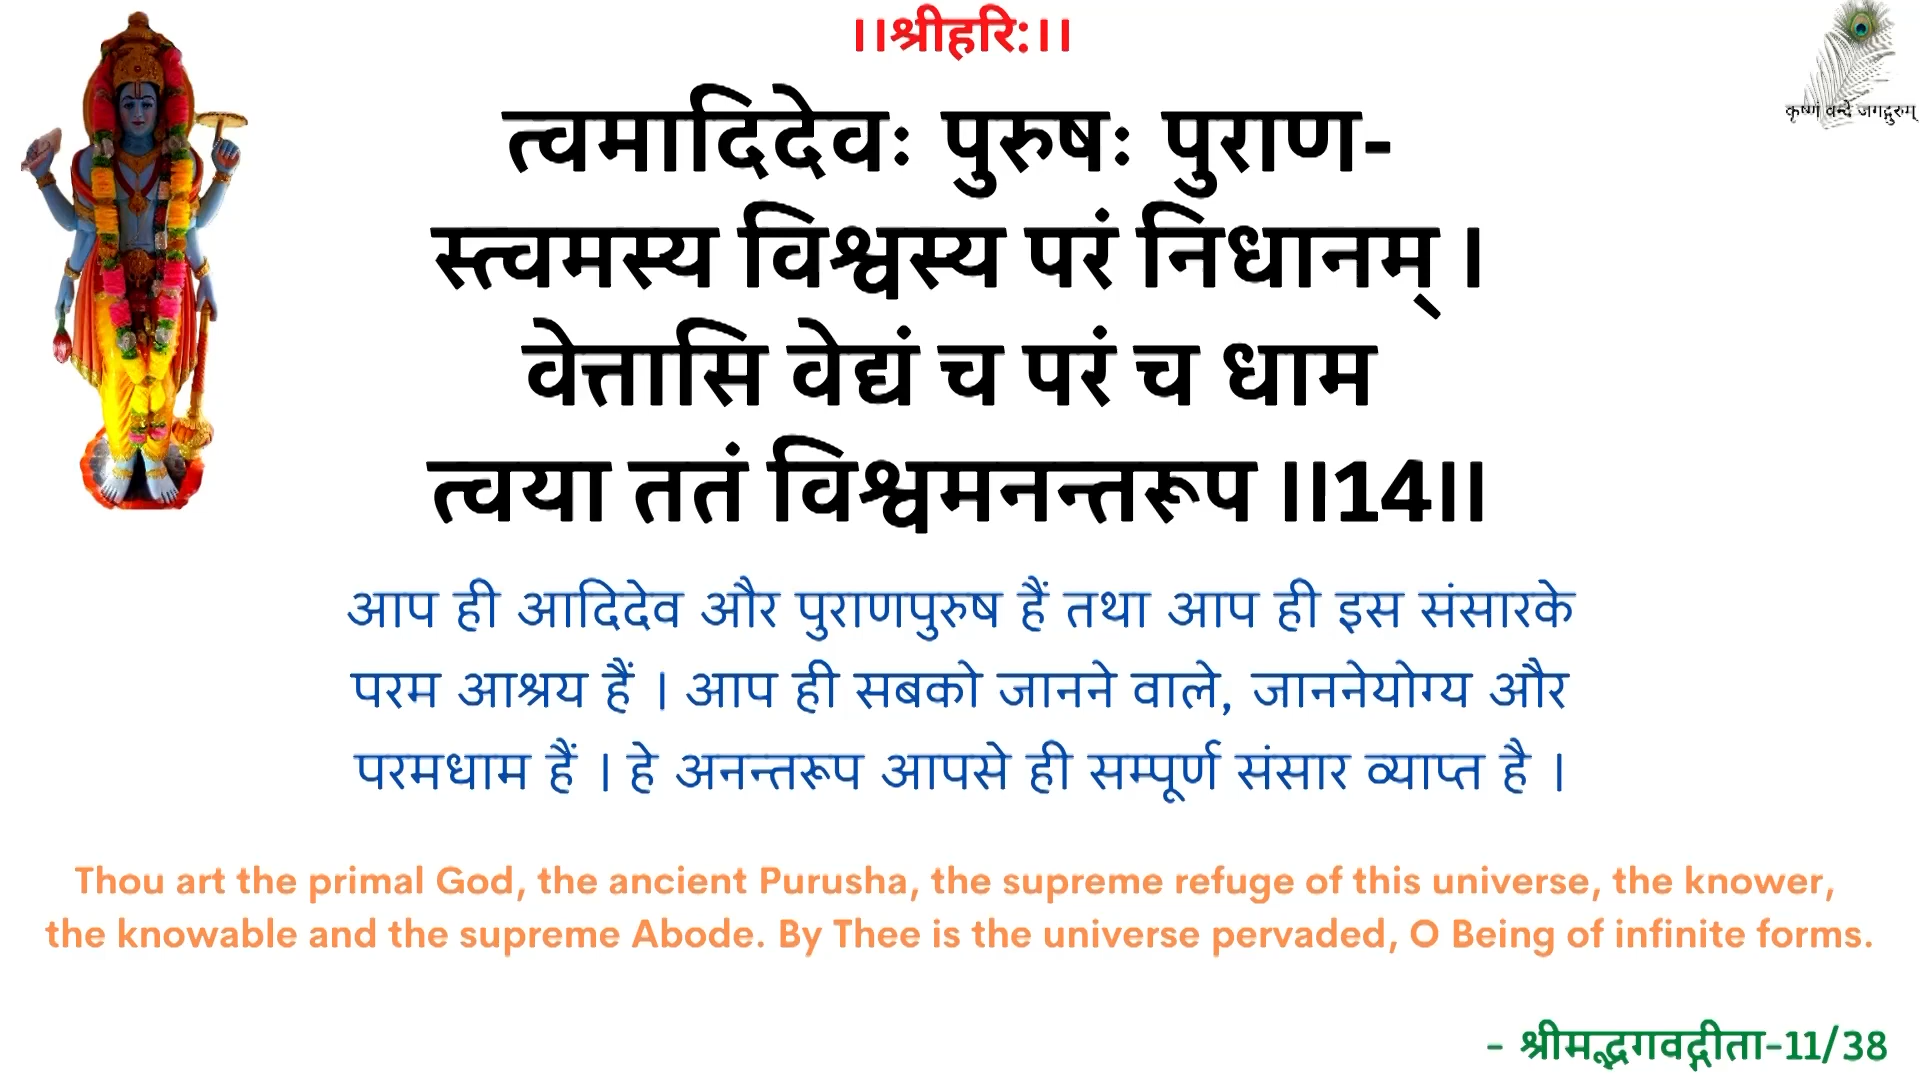 ।।श्रीहरि:।।
कृष्णं वन्दे जगद्गुरुम्
त्वमादिदेवः पुरुषः पुराण-
स्त्वमस्य विश्वस्य परं निधानम् ।
वेत्तासि वेद्यं च परं च धाम
त्वया ततं विश्वमनन्तरूप ।।14।।
आप ही आदिदेव और पुराणपुरुष हैं तथा आप ही इस संसारके
परम आश्रय हैं । आप ही सबको जानने वाले, जाननेयोग्य और
परमधाम हैं । हे अनन्तरूप आपसे ही सम्पूर्ण संसार व्याप्त है ।
Thou art the primal God, the ancient Purusha, the supreme refuge of this universe, the knower,
the knowable and the supreme Abode. By Thee is the universe pervaded, O Being of infinite forms.
- श्रीमद्भगवद्गीता-11/38